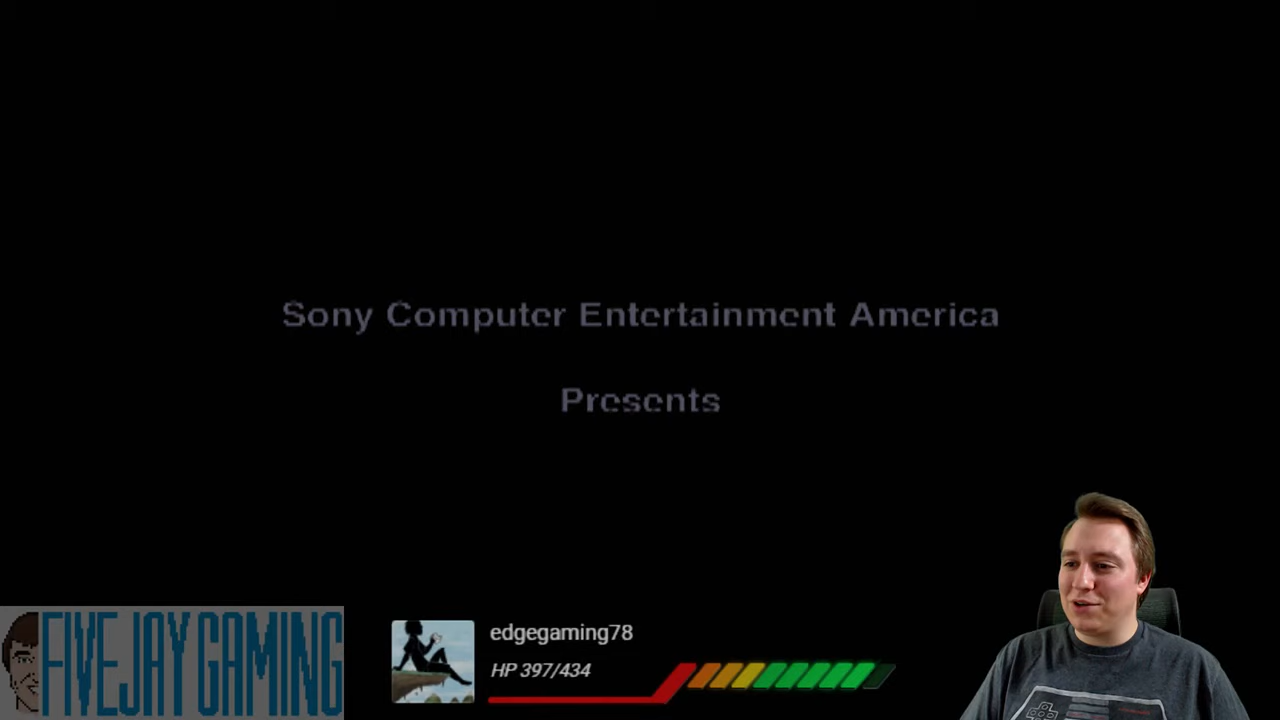 Sony Computer Entertainment America
Presents
FIVEJAY GAMING
edgegaming78
HP 397/434